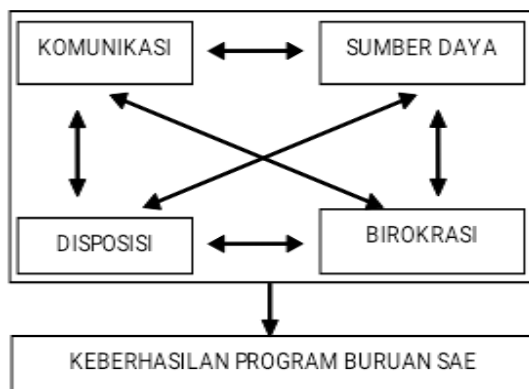 KOMUNIKASI
SUMBER DAYA
DISPOSISI
BIROKRASI
KEBERHASILAN PROGRAM BURUAN SAE